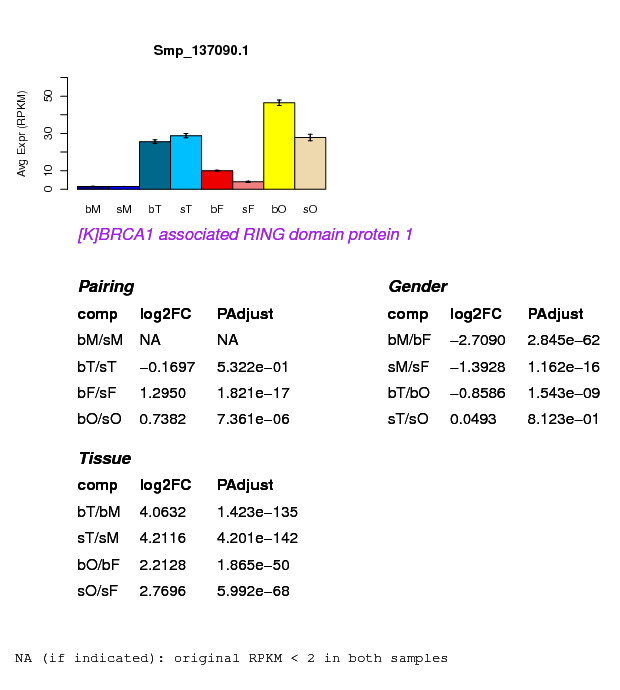 Smp_137090.1
Avg Expr (RPKM)
0 10 30 50
bM sM bT sT bF sF bO sO
[K]BRCA1 associated RING domain protein 1
Pairing
comp log2FC PAdjust
bM/sM NA NA
bT/sT −0.1697 5.322e−01
bF/sF 1.2950 1.821e−17
bO/sO 0.7382 7.361e−06
Gender
comp log2FC PAdjust
bM/bF −2.7090 2.845e−62
sM/sF −1.3928 1.162e−16
bT/bO −0.8586 1.543e−09
sT/sO 0.0493 8.123e−01
Tissue
comp log2FC PAdjust
bT/bM 4.0632 1.423e−135
sT/sM 4.2116 4.201e−142
bO/bF 2.2128 1.865e−50
sO/sF 2.7696 5.992e−68
NA (if indicated): original RPKM < 2 in both samples